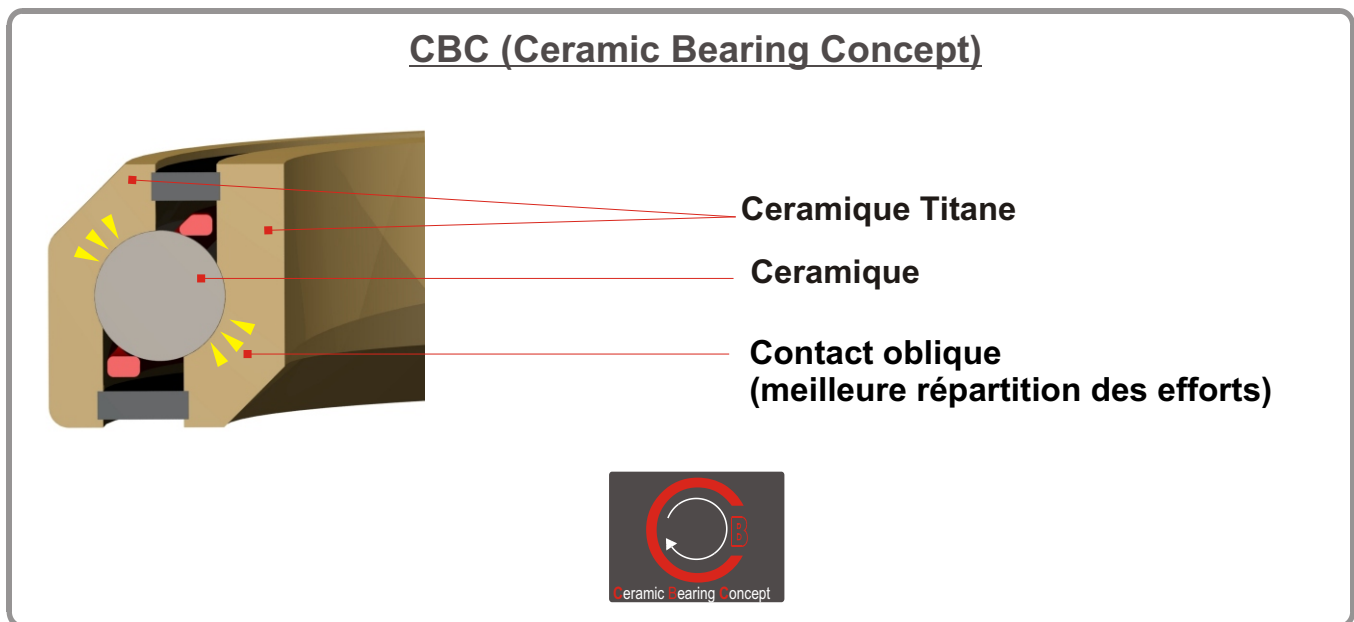 CBC (Ceramic Bearing Concept)
Ceramique Titane
Ceramique
Contact oblique
(meilleure répartition des efforts)
B
Ceramic Bearing Concept